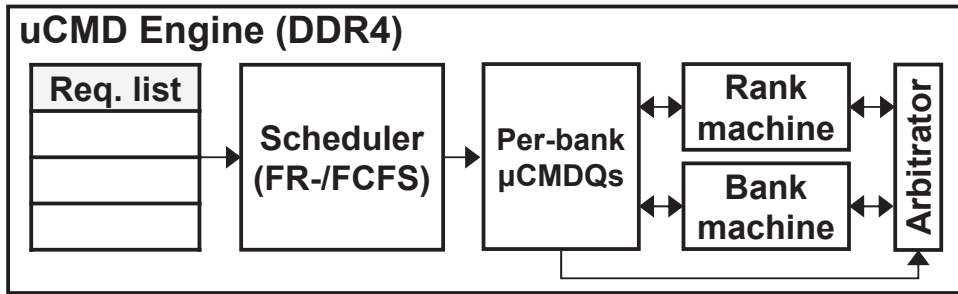 uCMD Engine (DDR4)
Req. list
Scheduler
(FR-/FCFS)
Per-bank
µCMDQs
Rank
machine
Bank
machine
Arbitrator